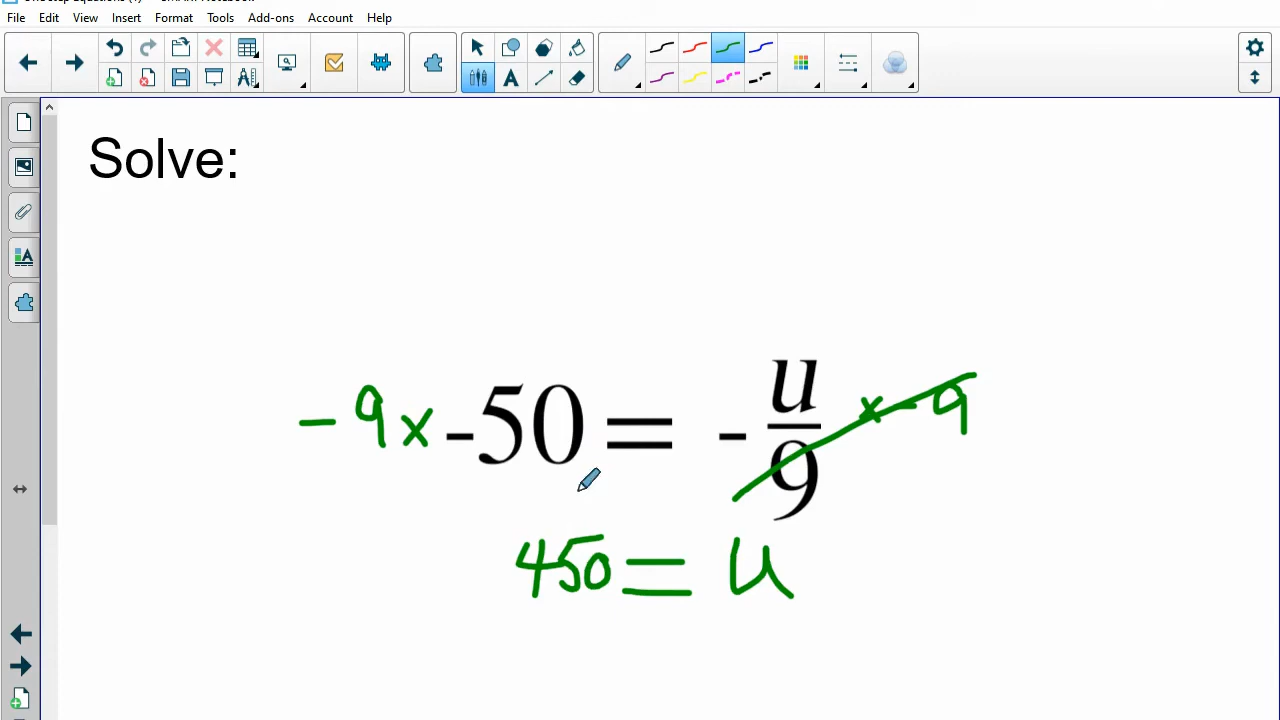 File Edit View Insert Format Tools Add-ons Account Help
Solve:
-9x -50 = - u/9 x-9
450 = u